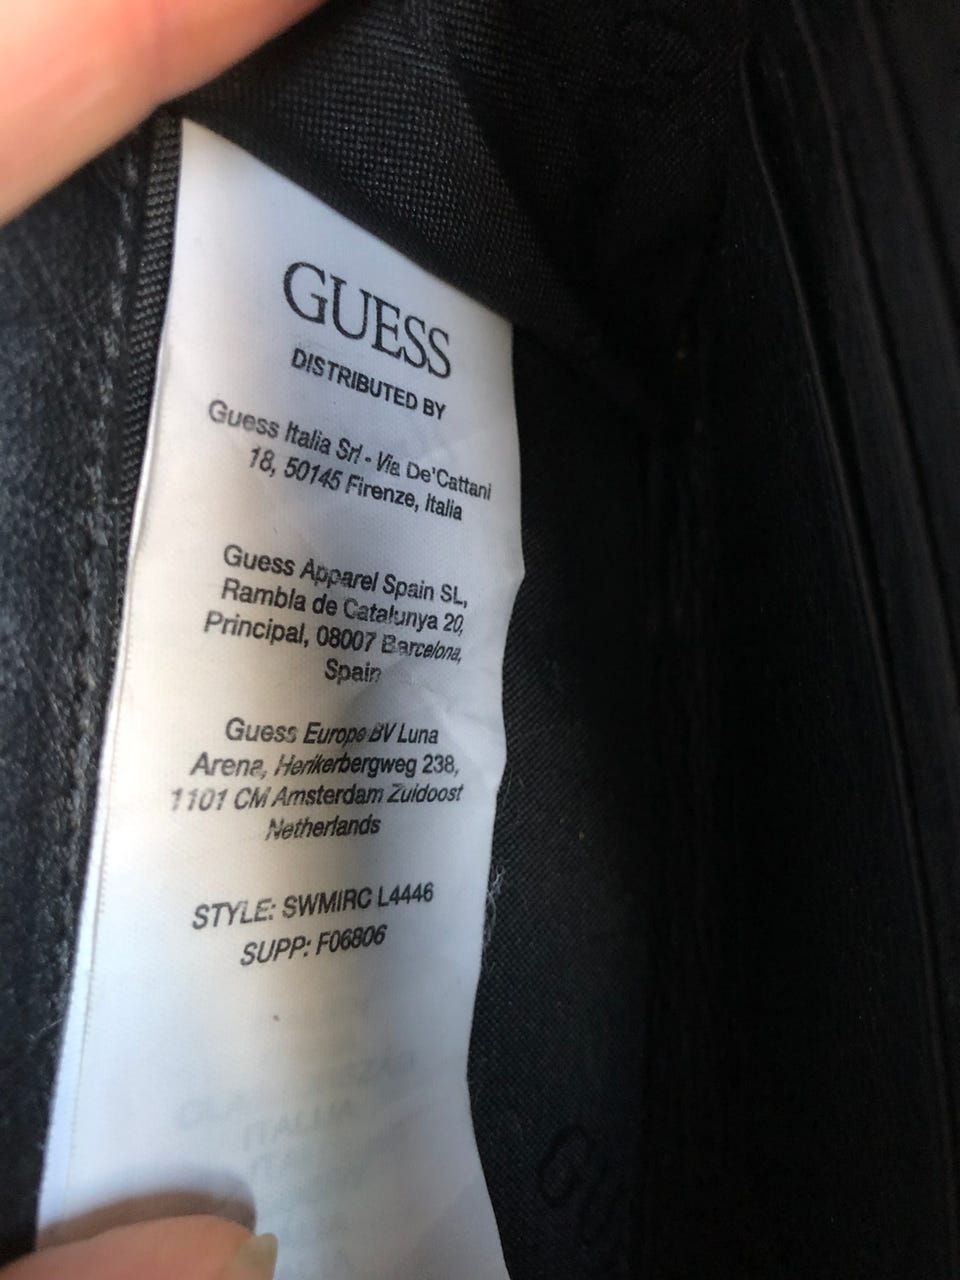 GUESS
DISTRIBUTED BY
Guess Italia Srl - Via De'Cattani
18, 50145 Firenze, Italia
Guess Apparel Spain SL,
Rambla de Catalunya 20,
Principal, 08007 Barcelona,
Spain
Guess Europe BV Luna
Arena, Herikerbergweg 238,
1101 CM Amsterdam Zuidoost
Netherlands
STYLE: SWMIRC L4446
SUPP: F06806
GU